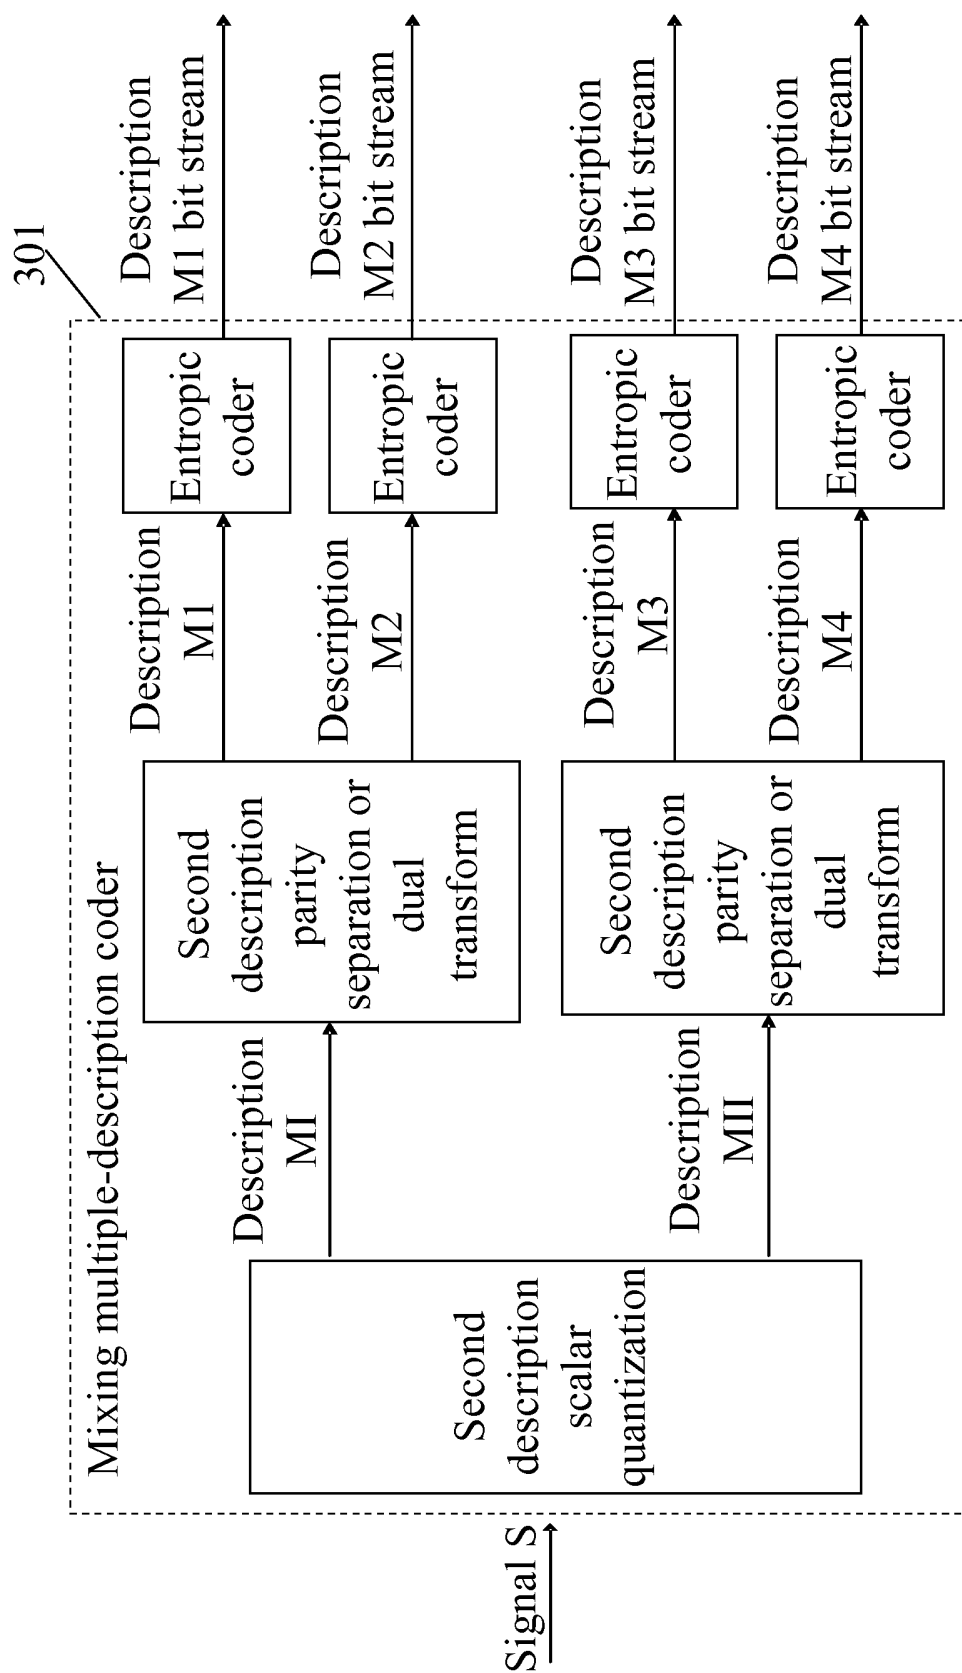 301
Mixing multiple-description coder
Signal S
Second
description
scalar
quantization
Description
MI
Description
MII
Second
description
parity
separation or
dual
transform
Second
description
parity
separation or
dual
transform
Description
M1
Description
M2
Description
M3
Description
M4
Entropic
coder
Entropic
coder
Entropic
coder
Entropic
coder
Description
M1 bit stream
Description
M2 bit stream
Description
M3 bit stream
Description
M4 bit stream